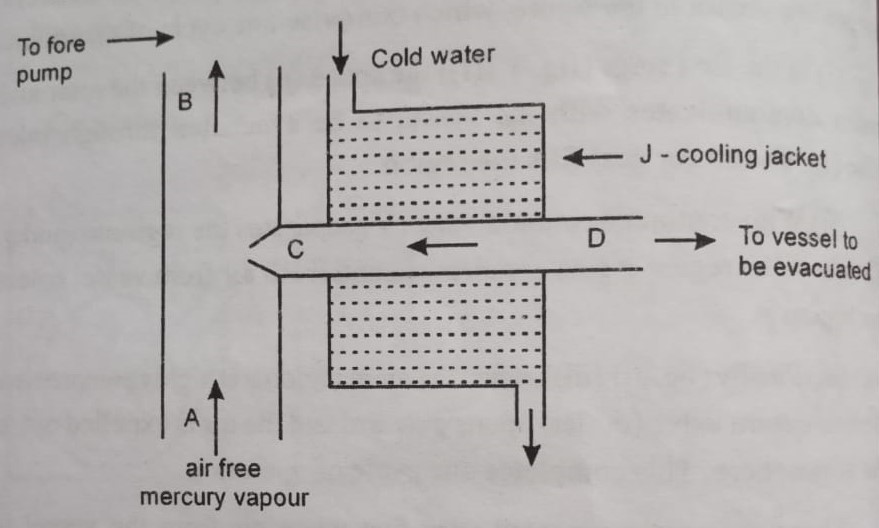 To fore
pump
Cold water
B
J - cooling jacket
C
D
To vessel to
be evacuated
A
air free
mercury vapour